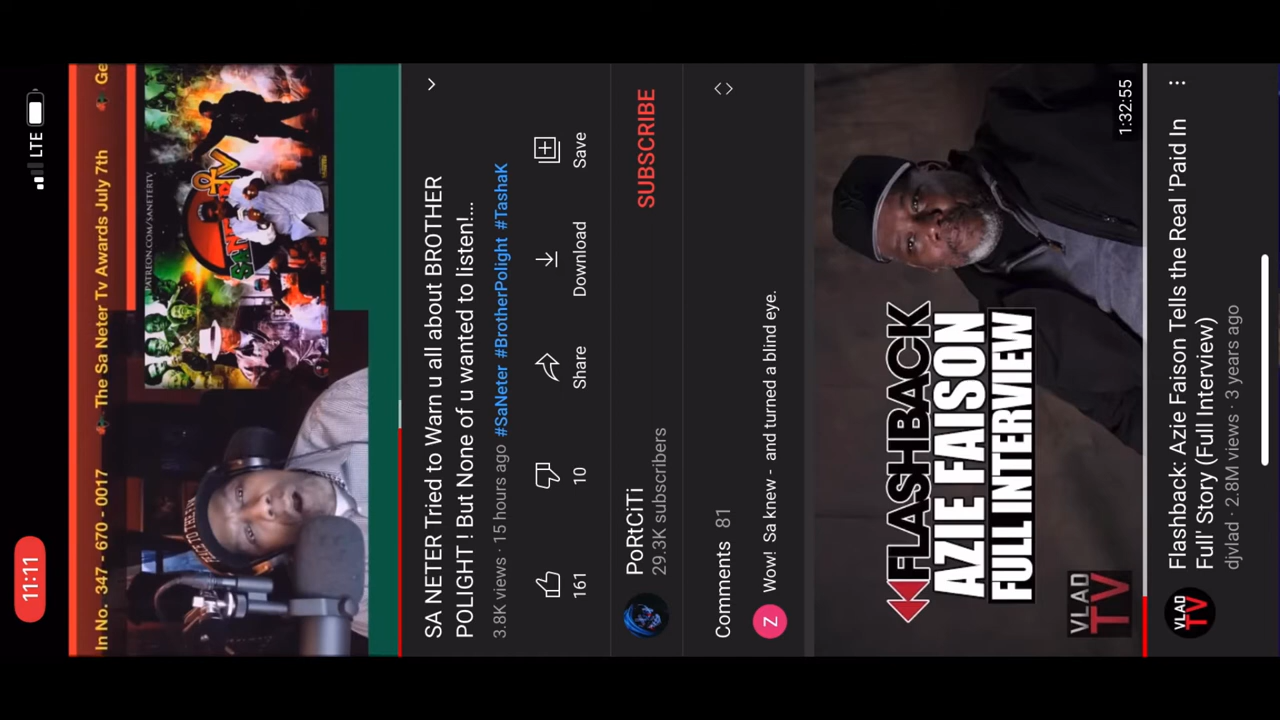 11:11
LTE
In No. 347 - 670 - 0017
The Sa Neter Tv Awards July 7th
Ge
PATREON.COM/SANETERTV
TV
SA NETER Tried to Warn u all about BROTHER
POLIGHT ! But None of u wanted to listen!...
3.8K views · 15 hours ago #SaNeter #BrotherPolight #TashaK
161
10
Share
Download
Save
PoRtCiTi
29.3K subscribers
SUBSCRIBE
Comments 81
Z
Wow! Sa knew - and turned a blind eye.
FLASHBACK
AZIE FAISON
FULL INTERVIEW
VLAD
TV
1:32:55
VLAD
TV
Flashback: Azie Faison Tells the Real 'Paid In
Full' Story (Full Interview)
djvlad · 2.8M views · 3 years ago